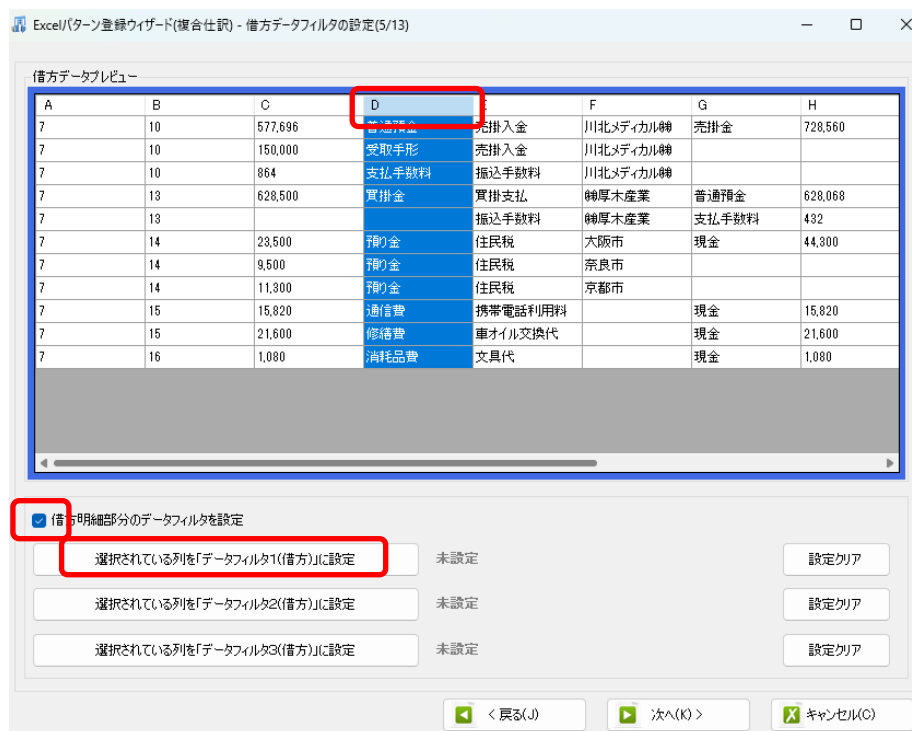 Excelパターン登録ウィザード(複合仕訳) - 借方データフィルタの設定(5/13)
借方データプレビュー
A B C D E F G H
7 10 577,696 普通預金 売掛入金 川北メディカル㈱ 売掛金 728,560
7 10 150,000 受取手形 売掛入金 川北メディカル㈱
7 10 864 支払手数料 振込手数料 川北メディカル㈱
7 13 628,500 買掛金 買掛支払 ㈱厚木産業 普通預金 628,068
7 13 振込手数料 ㈱厚木産業 支払手数料 432
7 14 23,500 預り金 住民税 大阪市 現金 44,300
7 14 9,500 預り金 住民税 奈良市
7 14 11,300 預り金 住民税 京都市
7 15 15,820 通信費 携帯電話利用料 現金 15,820
7 15 21,600 修繕費 車オイル交換代 現金 21,600
7 16 1,080 消耗品費 文具代 現金 1,080
借方明細部分のデータフィルタを設定
選択されている列を「データフィルタ1(借方)」に設定 未設定 設定クリア
選択されている列を「データフィルタ2(借方)」に設定 未設定 設定クリア
選択されている列を「データフィルタ3(借方)」に設定 未設定 設定クリア
< 戻る(J) 次へ(K) > キャンセル(C)